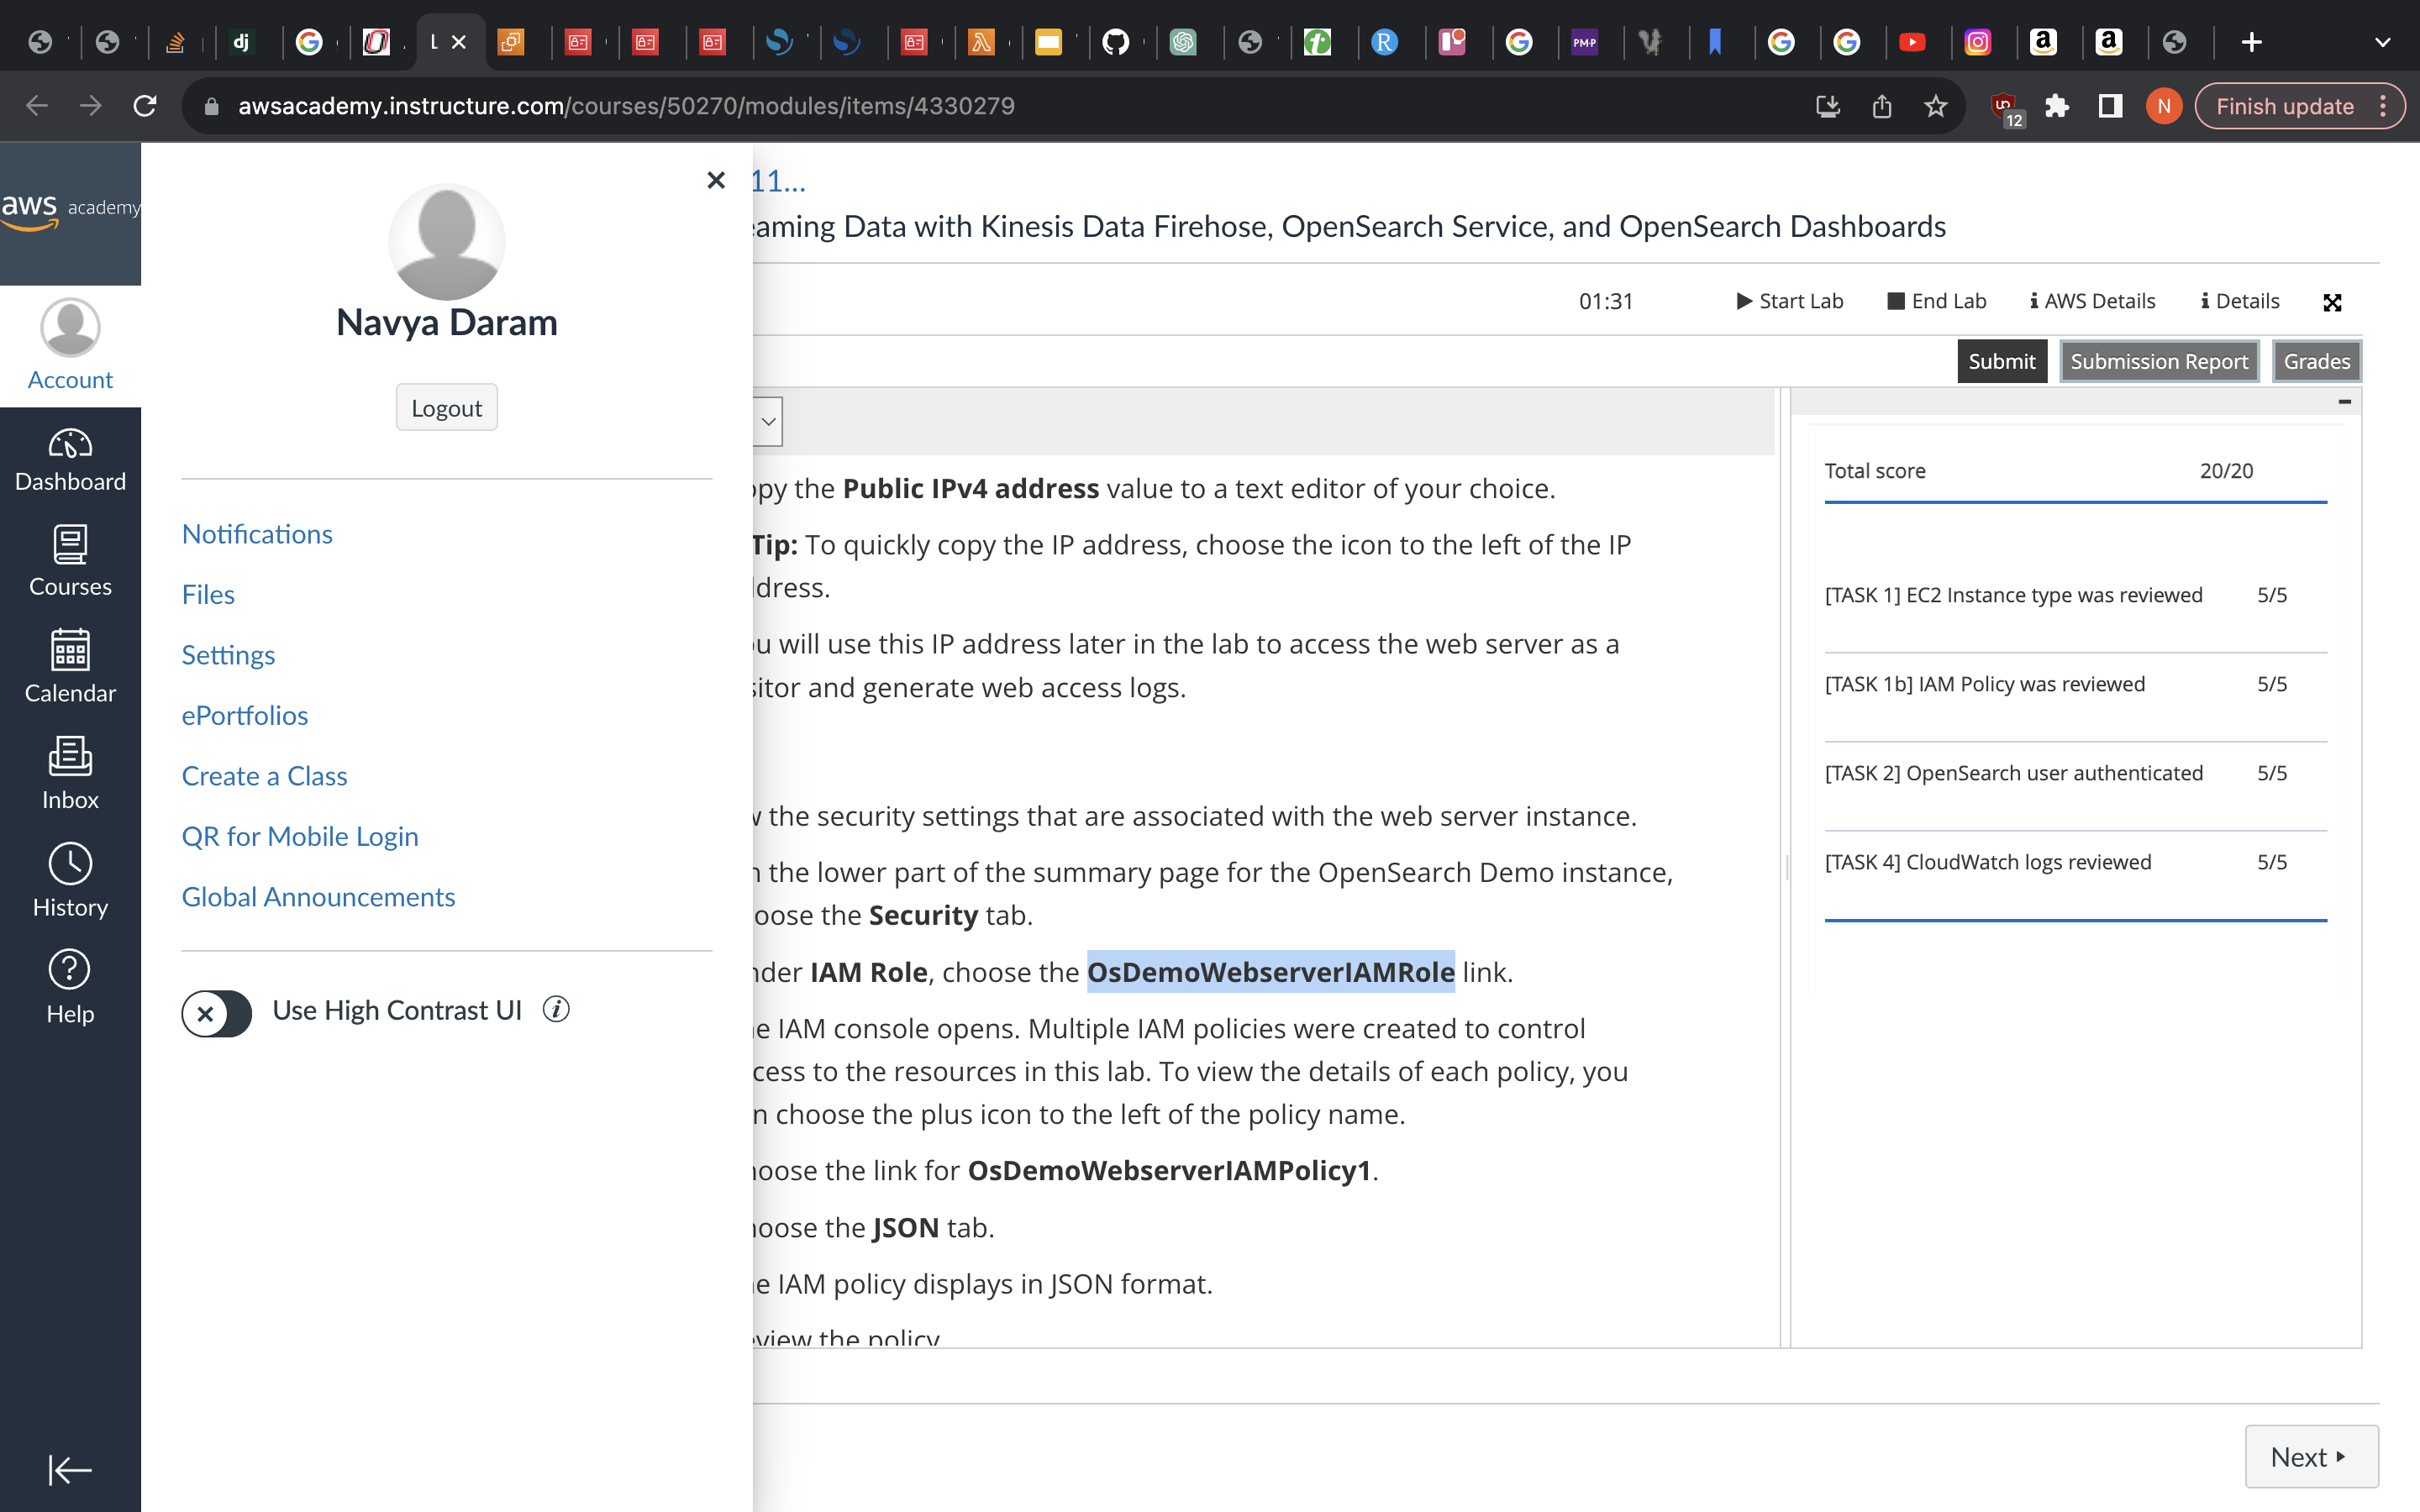 L
awsacademy.instructure.com/courses/50270/modules/items/4330279
12
N
Finish update
aws academy
Account
Dashboard
Courses
Calendar
Inbox
History
Help
Navya Daram
Logout
Notifications
Files
Settings
ePortfolios
Create a Class
QR for Mobile Login
Global Announcements
Use High Contrast UI
11...
eaming Data with Kinesis Data Firehose, OpenSearch Service, and OpenSearch Dashboards
01:31
Start Lab
End Lab
AWS Details
Details
Submit
Submission Report
Grades
opy the Public IPv4 address value to a text editor of your choice.
Tip: To quickly copy the IP address, choose the icon to the left of the IP
ldress.
ou will use this IP address later in the lab to access the web server as a
sitor and generate web access logs.
w the security settings that are associated with the web server instance.
n the lower part of the summary page for the OpenSearch Demo instance,
oose the Security tab.
nder IAM Role, choose the OsDemoWebserverIAMRole link.
e IAM console opens. Multiple IAM policies were created to control
cess to the resources in this lab. To view the details of each policy, you
n choose the plus icon to the left of the policy name.
hoose the link for OsDemoWebserverIAMPolicy1.
hoose the JSON tab.
e IAM policy displays in JSON format.
eview the policy
Total score 20/20
[TASK 1] EC2 Instance type was reviewed 5/5
[TASK 1b] IAM Policy was reviewed 5/5
[TASK 2] OpenSearch user authenticated 5/5
[TASK 4] CloudWatch logs reviewed 5/5
Next